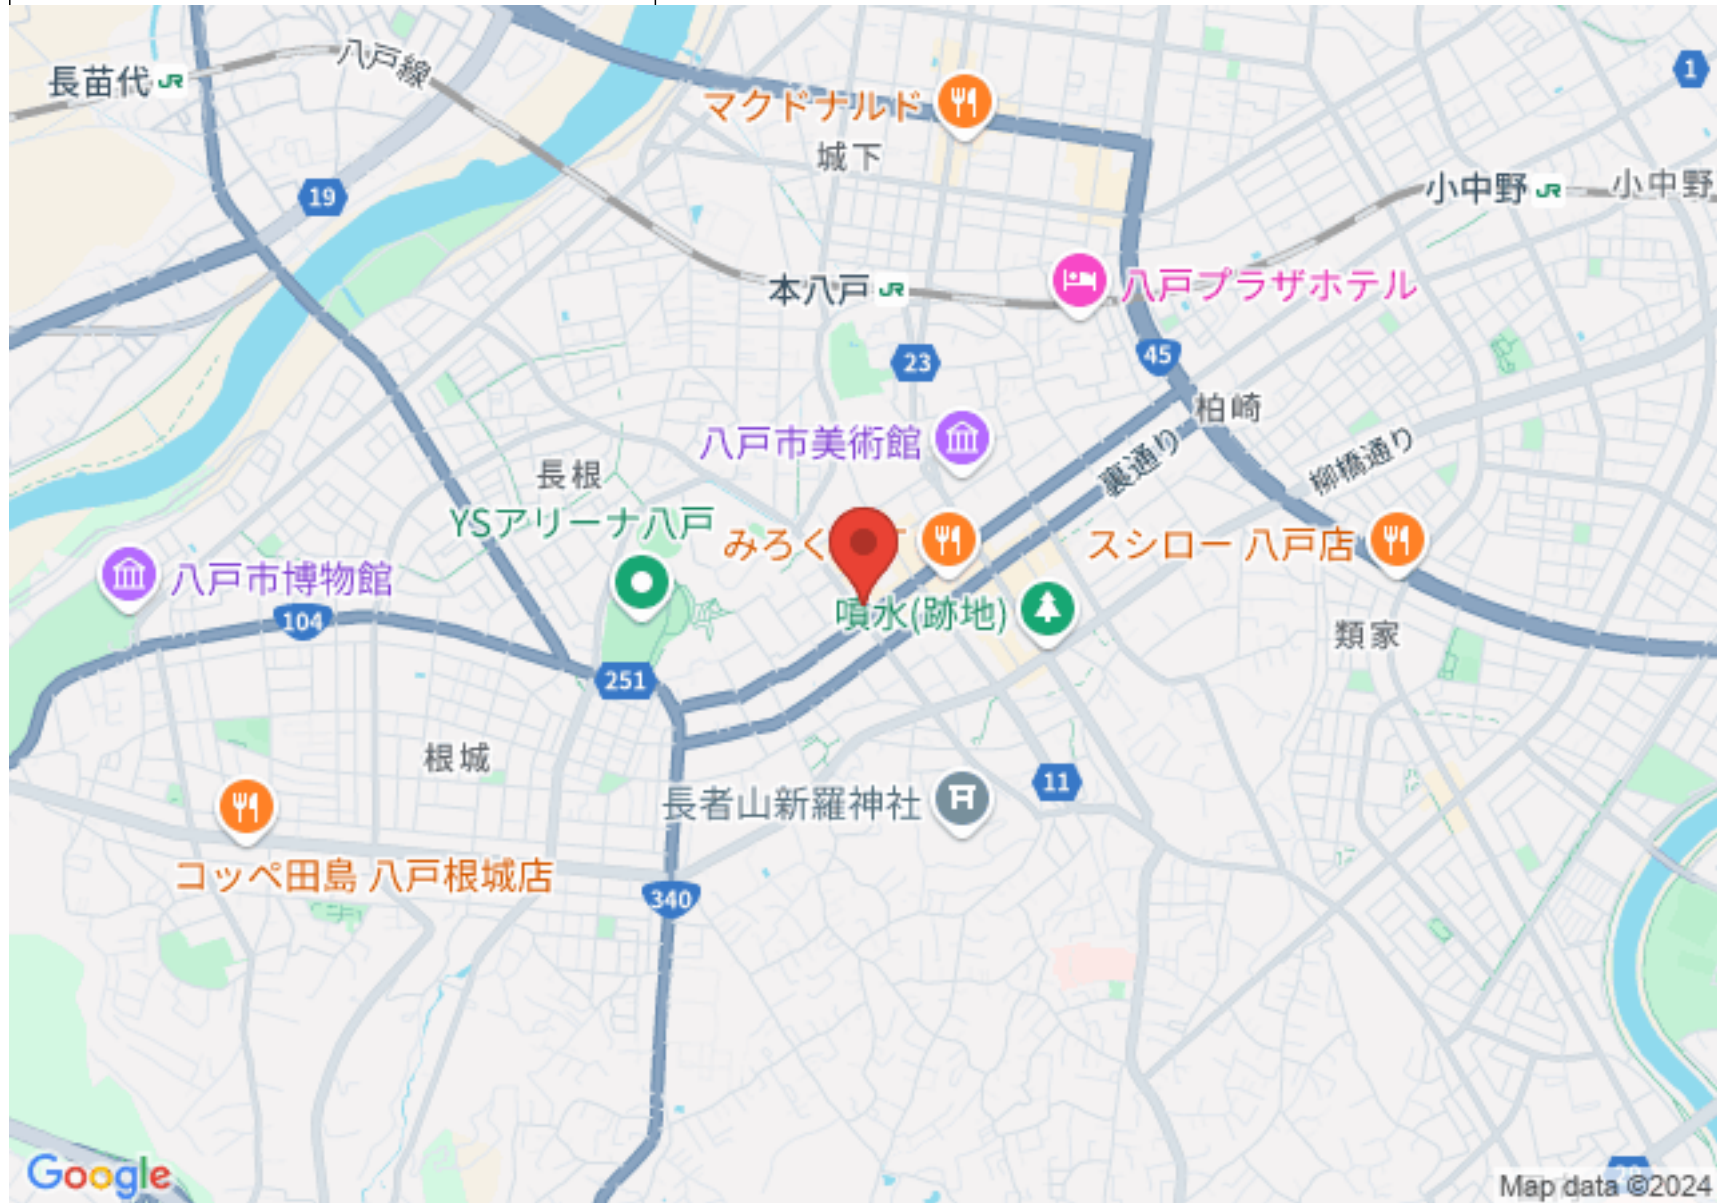 八戸線
長苗代 JR
1
マクドナルド
城下
19
小中野 JR
小中野
本八戸 JR
八戸プラザホテル
23
45
柏崎
八戸市美術館
裏通り
柳橋通り
長根
YSアリーナ八戸
みろく
スシロー 八戸店
八戸市博物館
104
噴水(跡地)
類家
251
根城
11
長者山新羅神社
コッペ田島 八戸根城店
340
Google
Map data ©2024